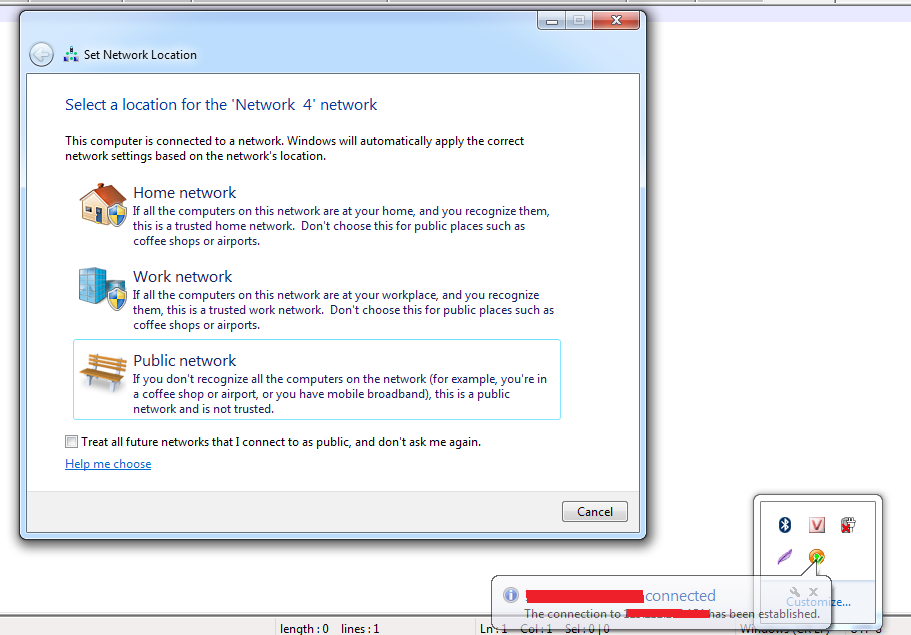 Set Network Location
Select a location for the 'Network 4' network
This computer is connected to a network. Windows will automatically apply the correct
network settings based on the network's location.
Home network
If all the computers on this network are at your home, and you recognize them,
this is a trusted home network. Don't choose this for public places such as
coffee shops or airports.
Work network
If all the computers on this network are at your workplace, and you recognize
them, this is a trusted work network. Don't choose this for public places such as
coffee shops or airports.
Public network
If you don't recognize all the computers on the network (for example, you're in
a coffee shop or airport, or you have mobile broadband), this is a public
network and is not trusted.
Treat all future networks that I connect to as public, and don't ask me again.
Help me choose
Cancel
V
Customize...
connected
The connection to has been established.
length : 0 lines : 1 Ln : 1 Col : 1 Sel : 0 | 0